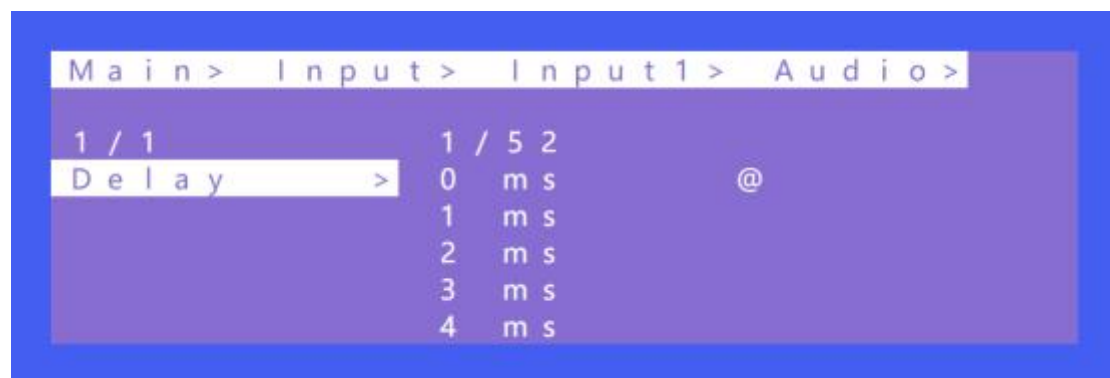 Main> Input> Input1> Audio>
1/1 1/52
Delay > 0 ms @
1 ms
2 ms
3 ms
4 ms